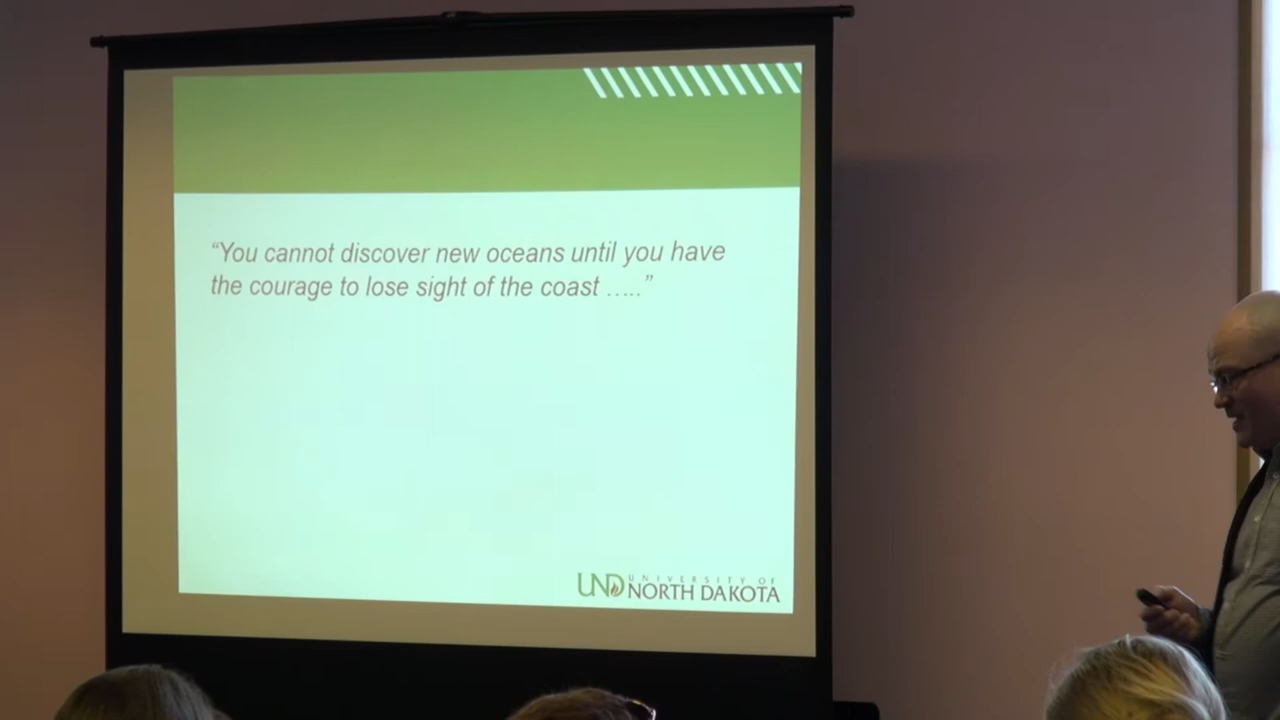 “You cannot discover new oceans until you have
the courage to lose sight of the coast …..”
UND UNIVERSITY OF
NORTH DAKOTA